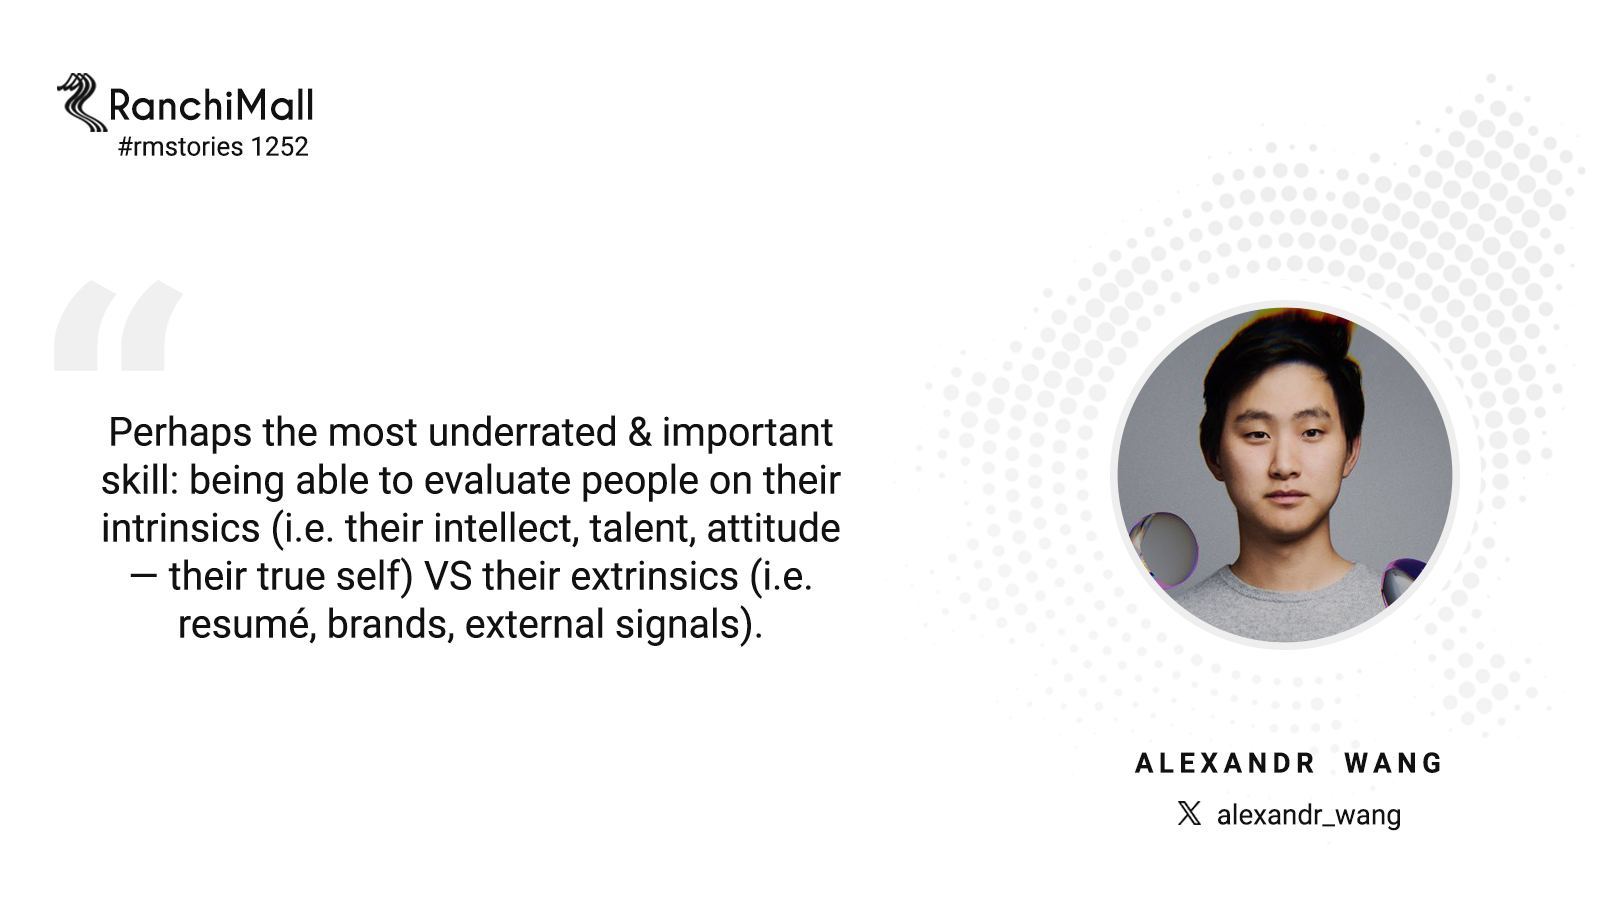 RanchiMall
#rmstories 1252
“
Perhaps the most underrated & important
skill: being able to evaluate people on their
intrinsics (i.e. their intellect, talent, attitude
— their true self) VS their extrinsics (i.e.
resumé, brands, external signals).
ALEXANDR WANG
𝕏 alexandr_wang